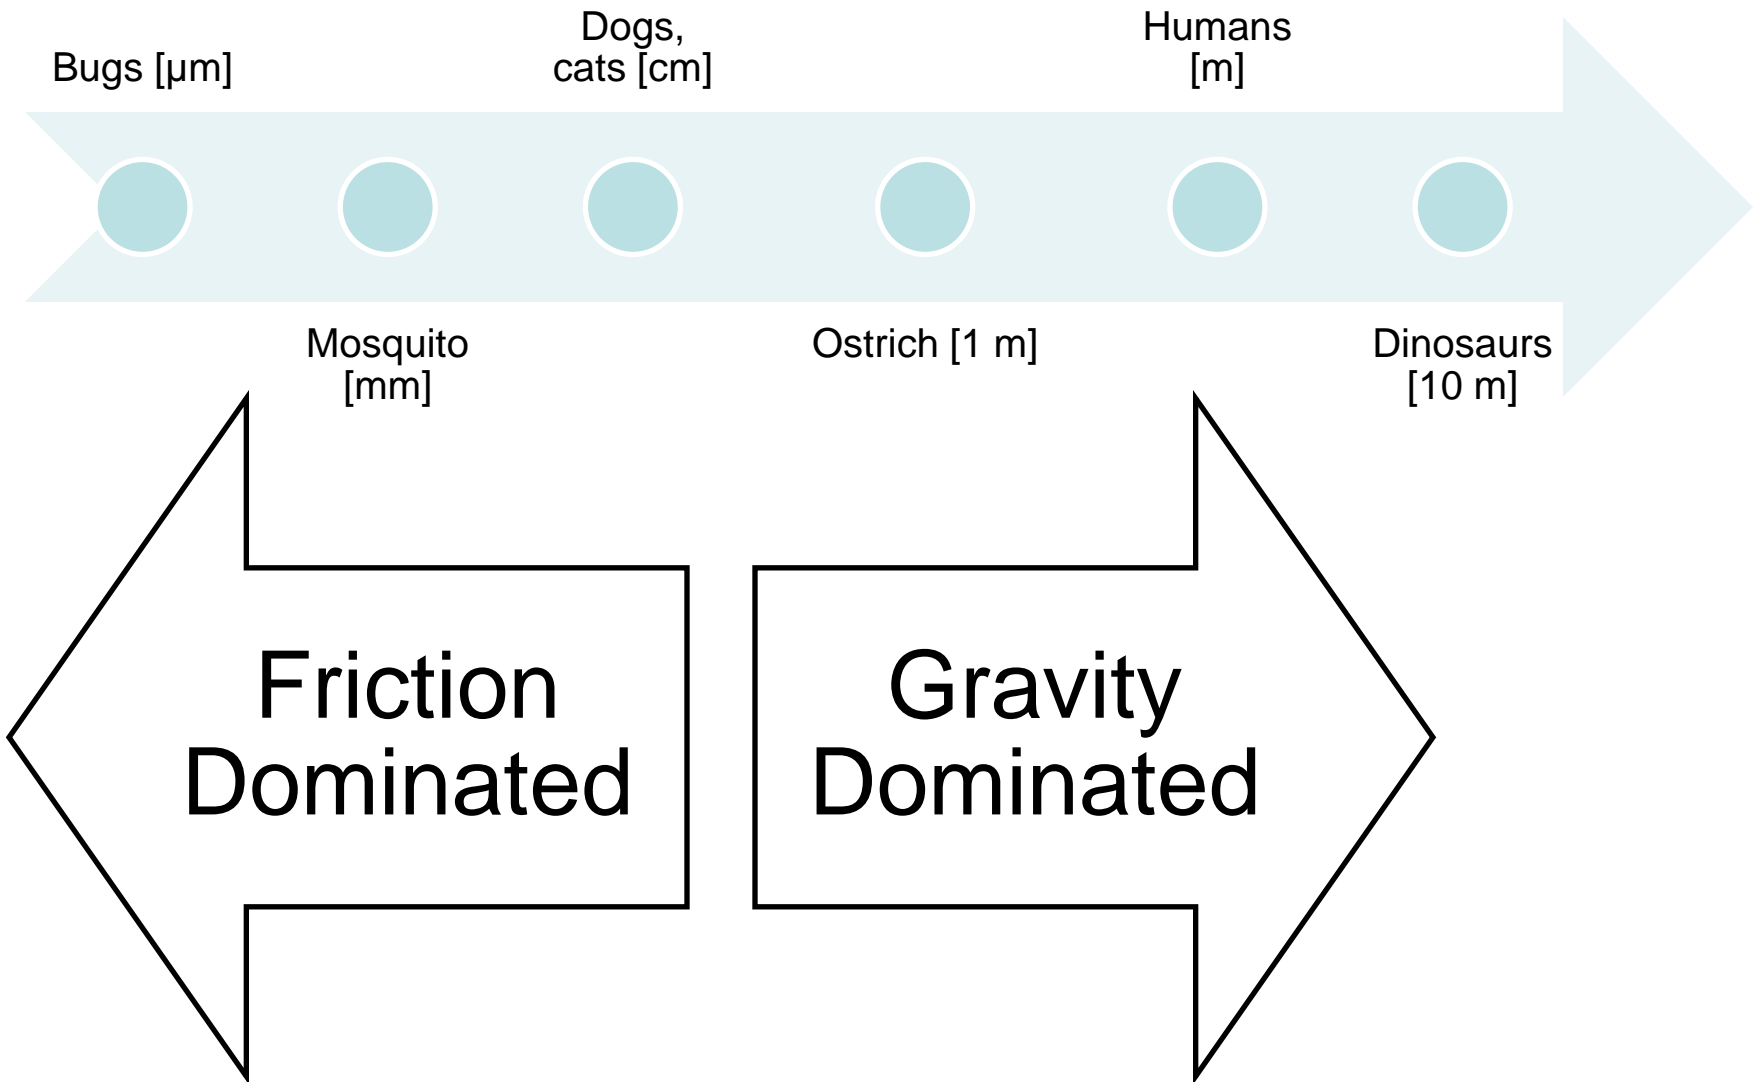 Bugs [µm]
Dogs,
cats [cm]
Humans
[m]
Mosquito
[mm]
Ostrich [1 m]
Dinosaurs
[10 m]
Friction
Dominated
Gravity
Dominated